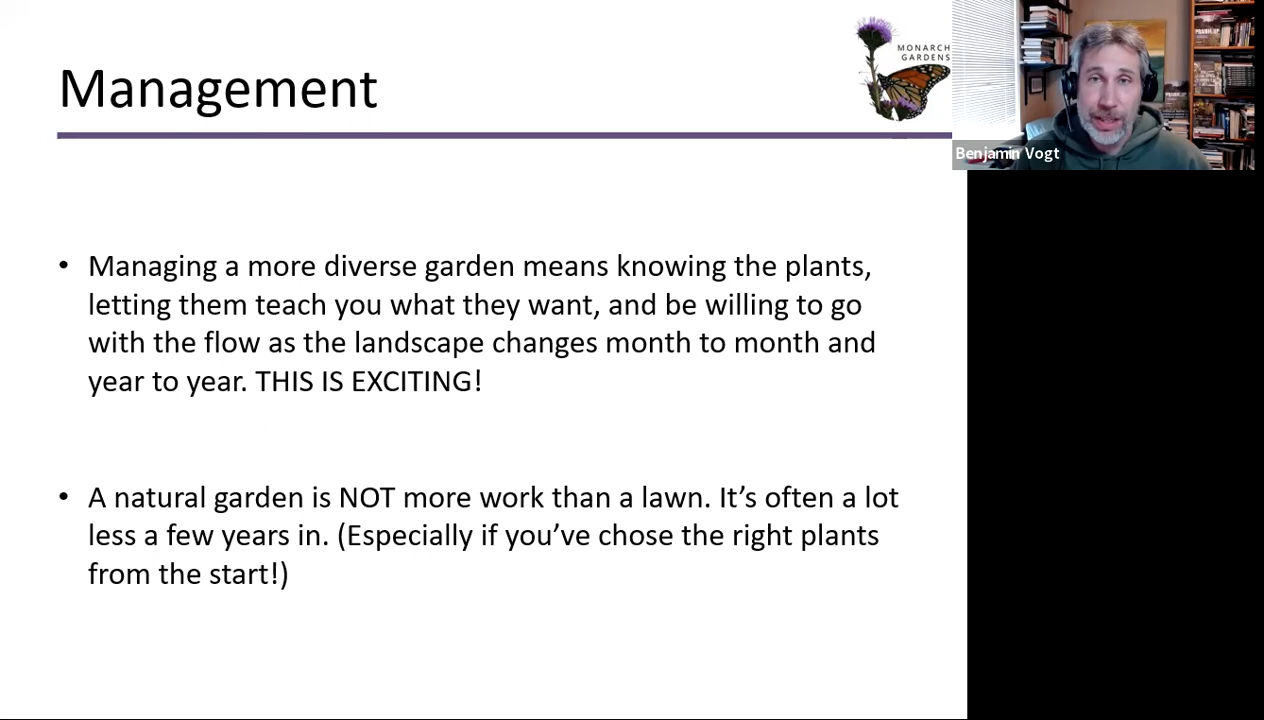 Management
MONARCH
GARDENS
Benjamin Vogt
• Managing a more diverse garden means knowing the plants,
letting them teach you what they want, and be willing to go
with the flow as the landscape changes month to month and
year to year. THIS IS EXCITING!
• A natural garden is NOT more work than a lawn. It’s often a lot
less a few years in. (Especially if you’ve chose the right plants
from the start!)